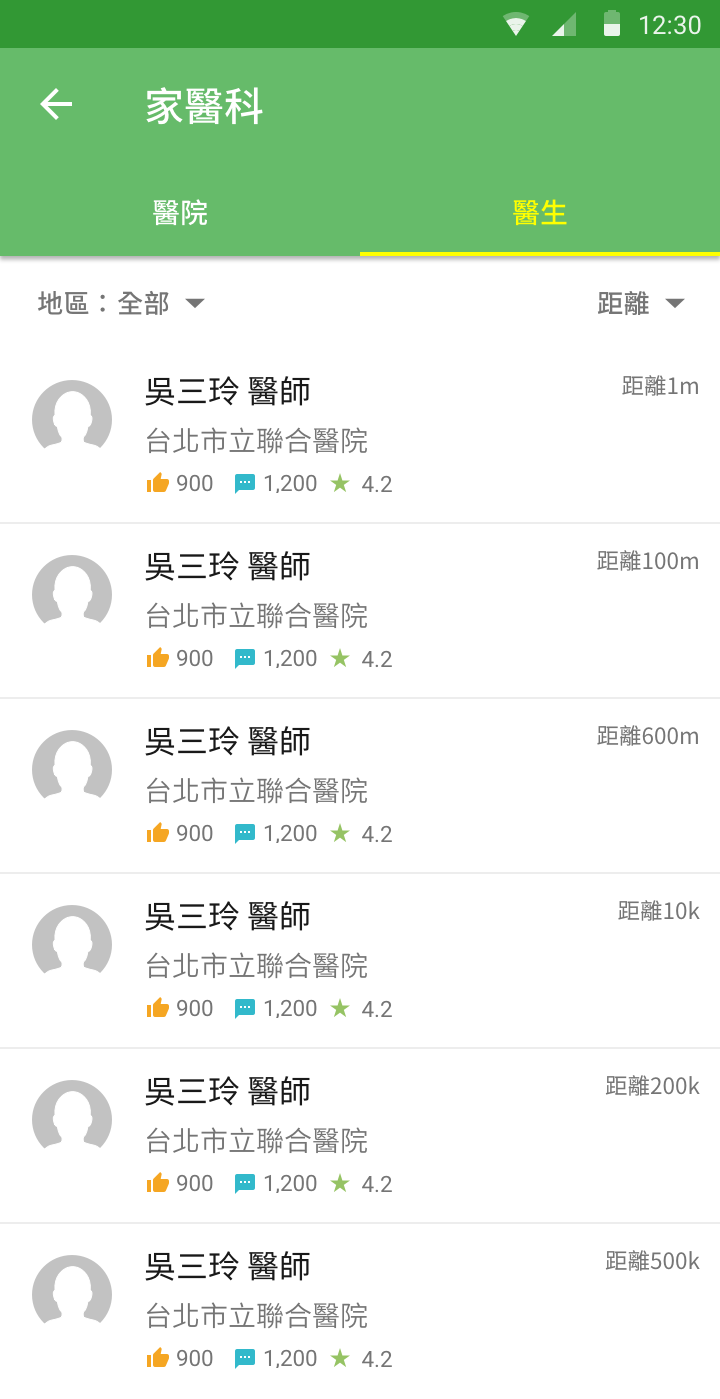 12:30
家醫科
醫院 醫生
地區：全部 距離
吳三玲 醫師 距離1m
台北市立聯合醫院
900 1,200 4.2
吳三玲 醫師 距離100m
台北市立聯合醫院
900 1,200 4.2
吳三玲 醫師 距離600m
台北市立聯合醫院
900 1,200 4.2
吳三玲 醫師 距離10k
台北市立聯合醫院
900 1,200 4.2
吳三玲 醫師 距離200k
台北市立聯合醫院
900 1,200 4.2
吳三玲 醫師 距離500k
台北市立聯合醫院
900 1,200 4.2